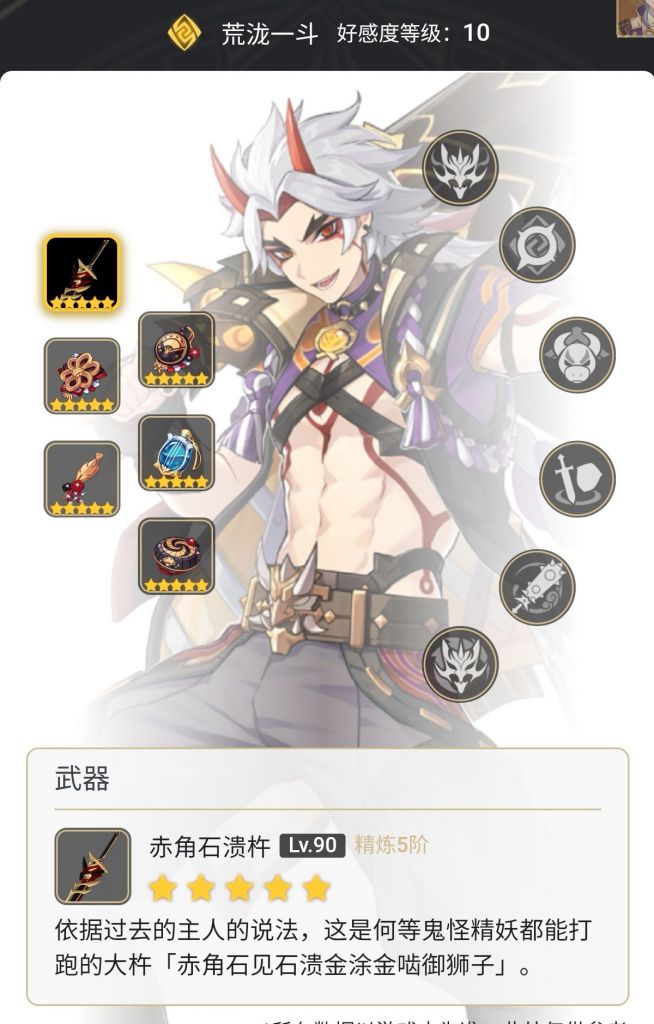 荒泷一斗 好感度等级：10
武器
赤角石溃杵 Lv.90 精炼5阶
依据过去的主人的说法，这是何等鬼怪精妖都能打
跑的大杵「赤角石见石溃金涂金啮御狮子」。